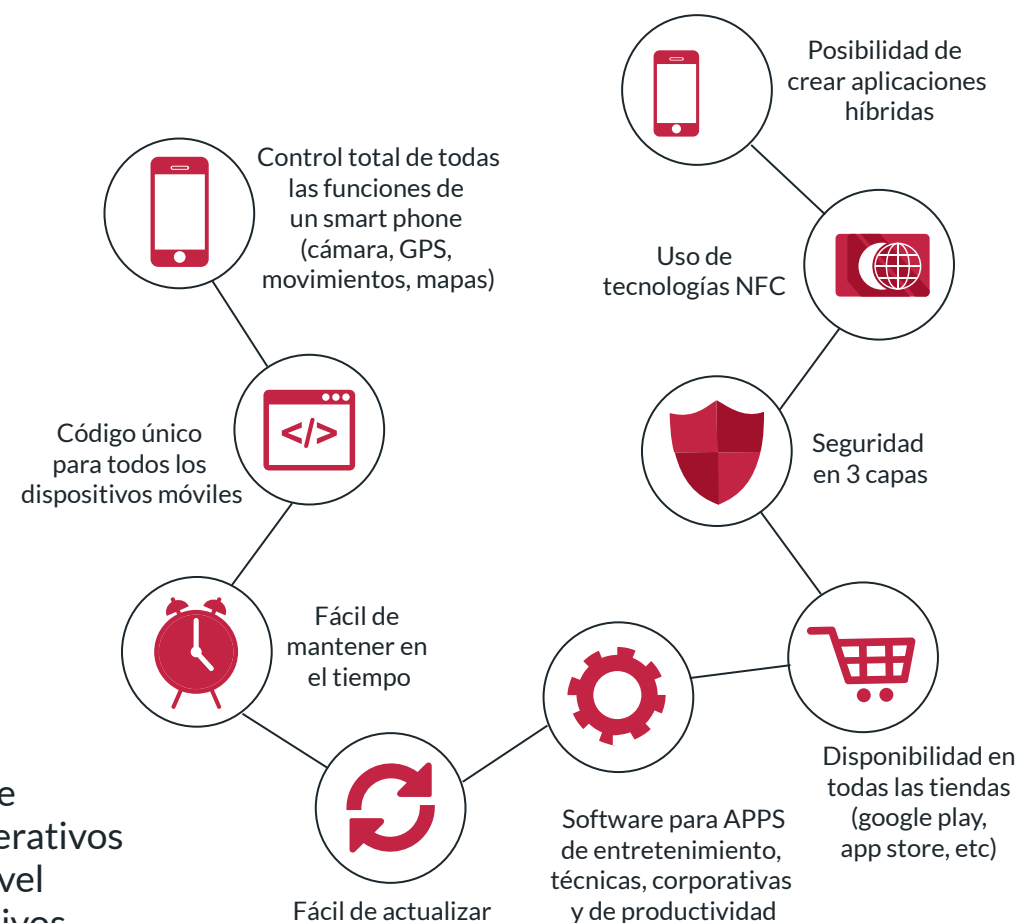 Posibilidad de
crear aplicaciones
híbridas
Control total de todas
las funciones de
un smart phone
(cámara, GPS,
movimientos, mapas)
Uso de
tecnologías NFC
Código único
para todos los
dispositivos móviles
</>
Seguridad
en 3 capas
Fácil de
mantener en
el tiempo
Disponibilidad en
todas las tiendas
(google play,
app store, etc)
Software para APPS
de entretenimiento,
técnicas, corporativas
y de productividad
Fácil de actualizar